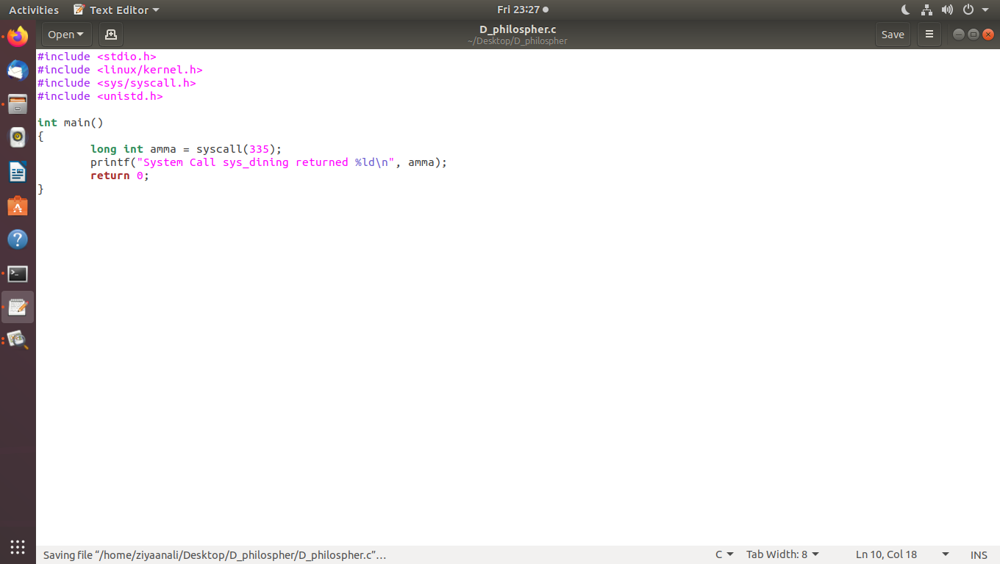 Activities Text Editor Fri 23:27
Open D_philospher.c Save
~/Desktop/D_philospher
#include <stdio.h>
#include <linux/kernel.h>
#include <sys/syscall.h>
#include <unistd.h>
int main()
{
long int amma = syscall(335);
printf("System Call sys_dining returned %ld\n", amma);
return 0;
}
Saving file “/home/ziyaanali/Desktop/D_philospher/D_philospher.c”… C Tab Width: 8 Ln 10, Col 18 INS